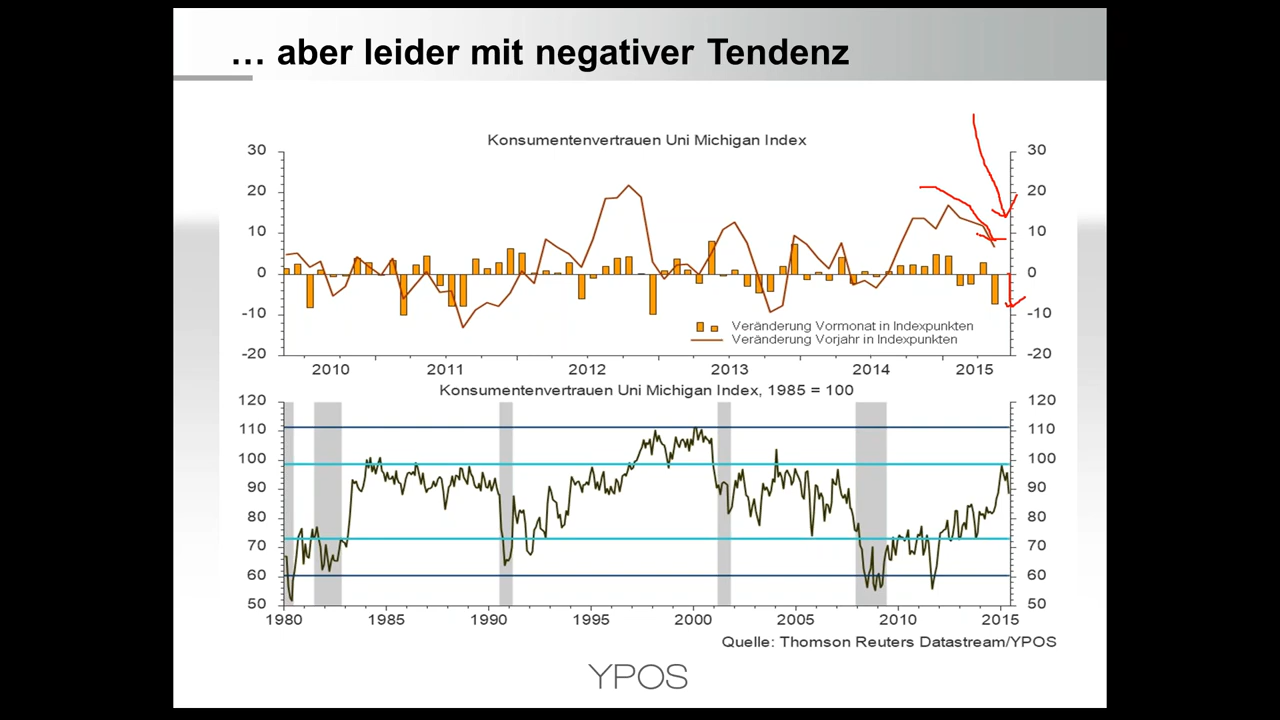 … aber leider mit negativer Tendenz
Konsumentenvertrauen Uni Michigan Index
30 30
20 20
10 10
0 0
-10 -10
-20 -20
Veränderung Vormonat in Indexpunkten
Veränderung Vorjahr in Indexpunkten
2010 2011 2012 2013 2014 2015
Konsumentenvertrauen Uni Michigan Index, 1985 = 100
120 120
110 110
100 100
90 90
80 80
70 70
60 60
50 50
1980 1985 1990 1995 2000 2005 2010 2015
Quelle: Thomson Reuters Datastream/YPOS
YPOS